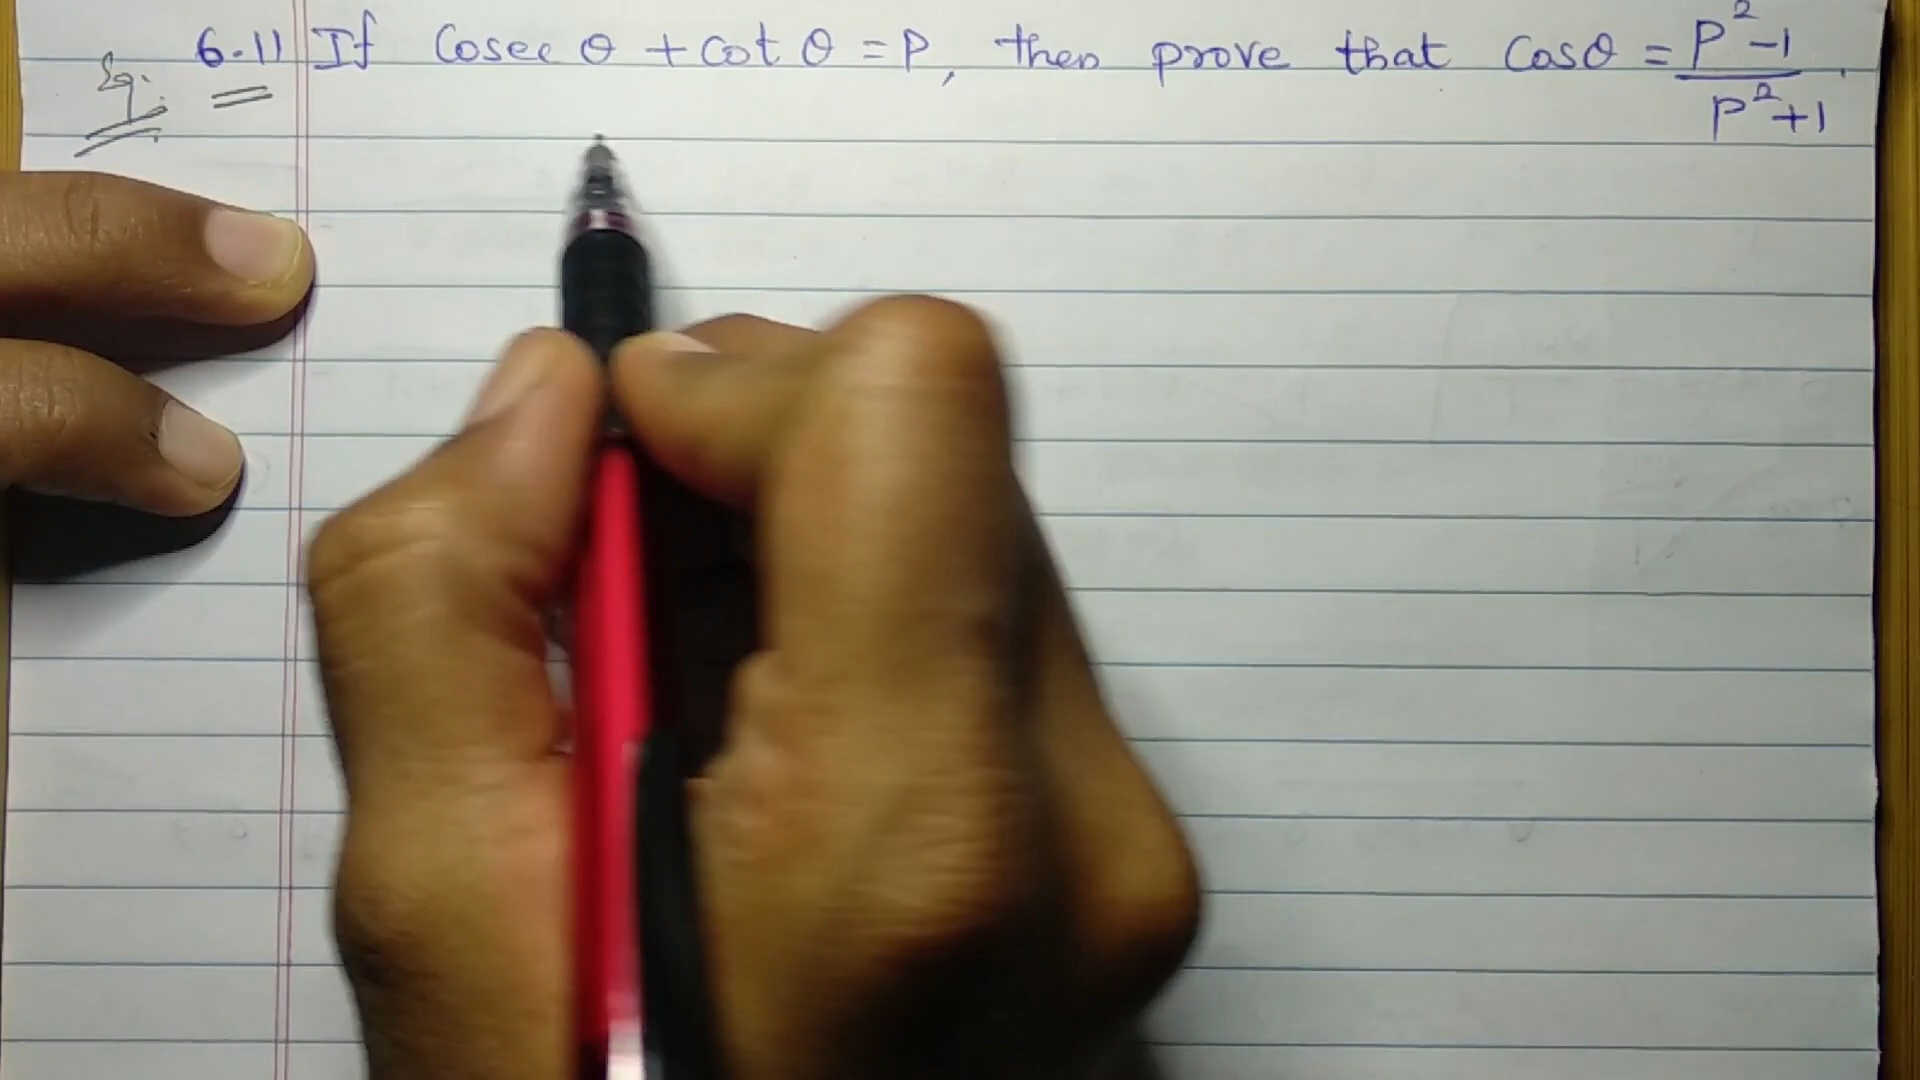 Eg. 6.11 If Cosec θ + cot θ = P, then prove that Cosθ = P²-1 / P²+1.